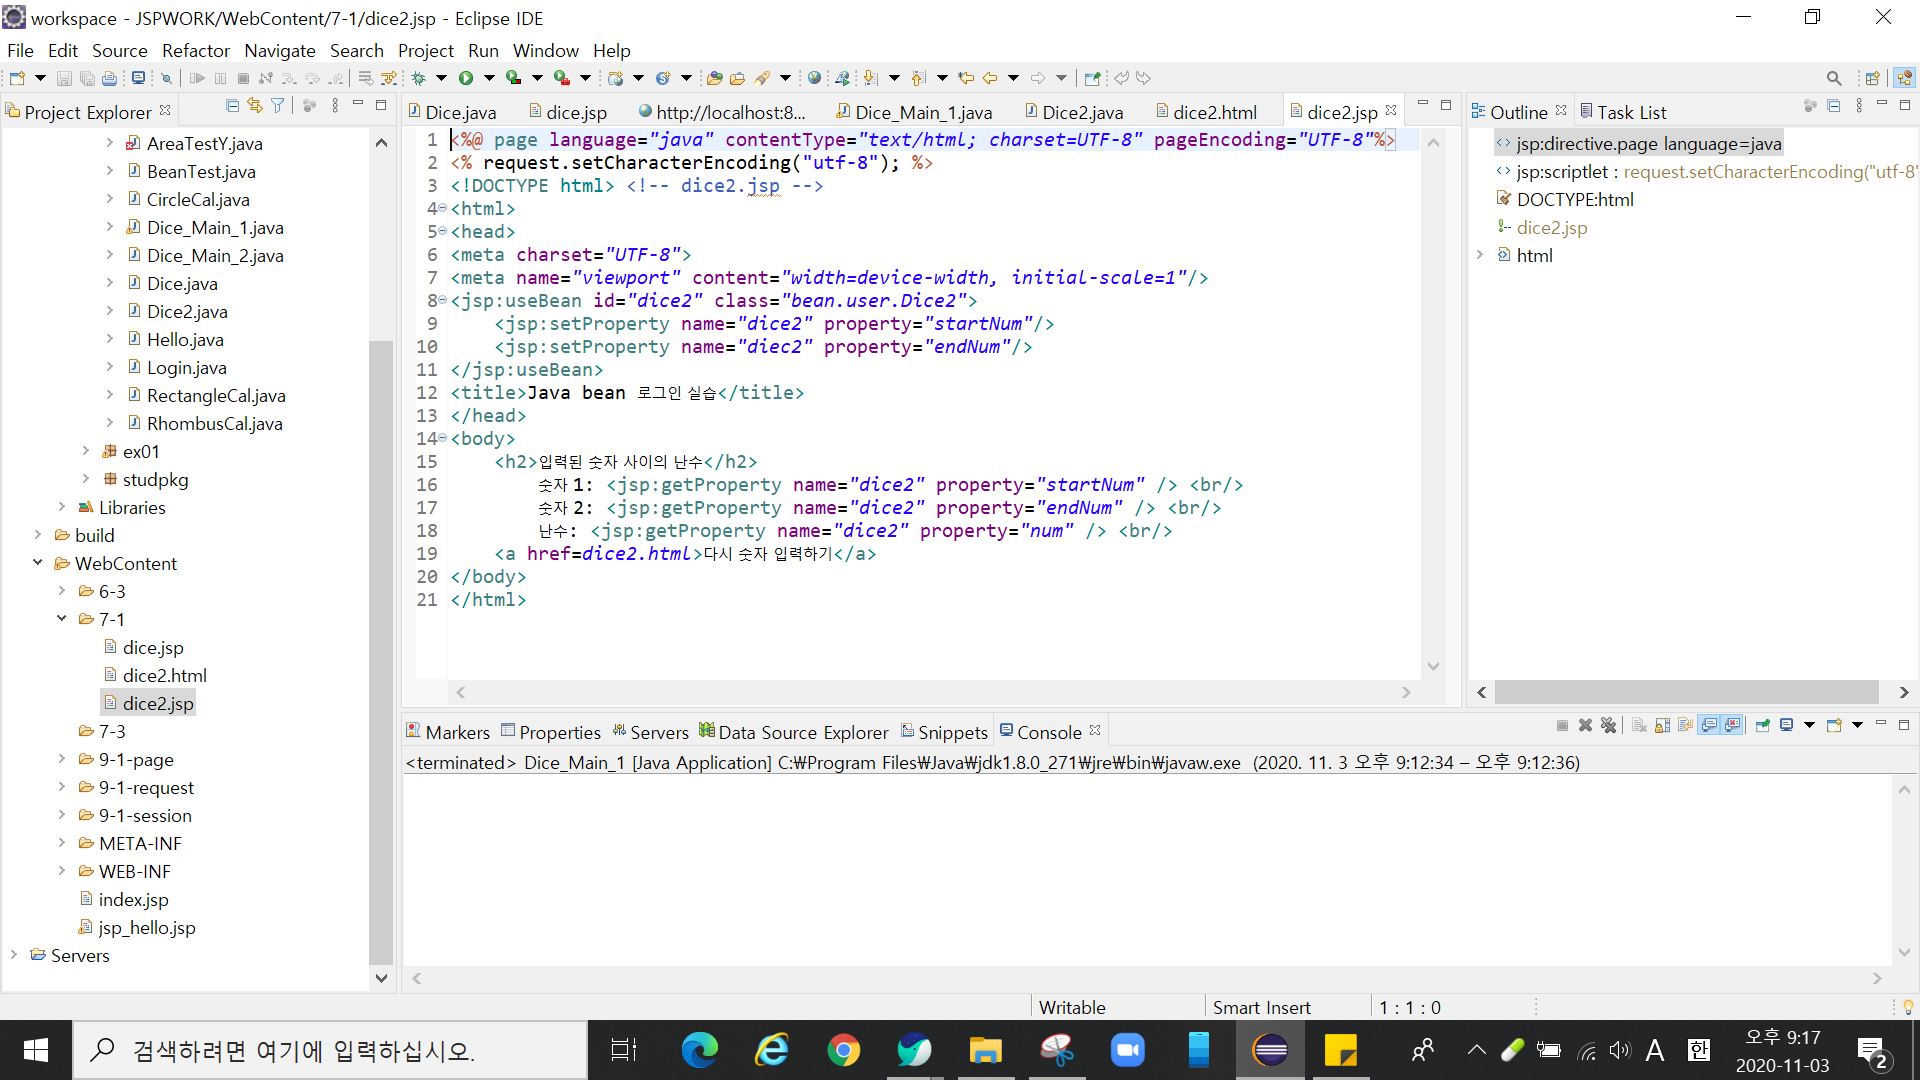 workspace - JSPWORK/WebContent/7-1/dice2.jsp - Eclipse IDE
File Edit Source Refactor Navigate Search Project Run Window Help
Project Explorer
AreaTestY.java
BeanTest.java
CircleCal.java
Dice_Main_1.java
Dice_Main_2.java
Dice.java
Dice2.java
Hello.java
Login.java
RectangleCal.java
RhombusCal.java
ex01
studpkg
Libraries
build
WebContent
6-3
7-1
dice.jsp
dice2.html
dice2.jsp
7-3
9-1-page
9-1-request
9-1-session
META-INF
WEB-INF
index.jsp
jsp_hello.jsp
Servers
Dice.java dice.jsp http://localhost:8... Dice_Main_1.java Dice2.java dice2.html dice2.jsp
1 <%@ page language="java" contentType="text/html; charset=UTF-8" pageEncoding="UTF-8"%>
2 <% request.setCharacterEncoding("utf-8"); %>
3 <!DOCTYPE html> <!-- dice2.jsp -->
4 <html>
5 <head>
6 <meta charset="UTF-8">
7 <meta name="viewport" content="width=device-width, initial-scale=1"/>
8 <jsp:useBean id="dice2" class="bean.user.Dice2">
9 <jsp:setProperty name="dice2" property="startNum"/>
10 <jsp:setProperty name="diec2" property="endNum"/>
11 </jsp:useBean>
12 <title>Java bean 로그인 실습</title>
13 </head>
14 <body>
15 <h2>입력된 숫자 사이의 난수</h2>
16 숫자 1: <jsp:getProperty name="dice2" property="startNum" /> <br/>
17 숫자 2: <jsp:getProperty name="dice2" property="endNum" /> <br/>
18 난수: <jsp:getProperty name="dice2" property="num" /> <br/>
19 <a href=dice2.html>다시 숫자 입력하기</a>
20 </body>
21 </html>
Outline Task List
jsp:directive.page language=java
jsp:scriptlet : request.setCharacterEncoding("utf-8"
DOCTYPE:html
dice2.jsp
html
Markers Properties Servers Data Source Explorer Snippets Console
<terminated> Dice_Main_1 [Java Application] C:₩Program Files₩Java₩jdk1.8.0_271₩jre₩bin₩javaw.exe (2020. 11. 3 오후 9:12:34 – 오후 9:12:36)
Writable Smart Insert 1 : 1 : 0
검색하려면 여기에 입력하십시오.
A 한 오후 9:17
2020-11-03
2